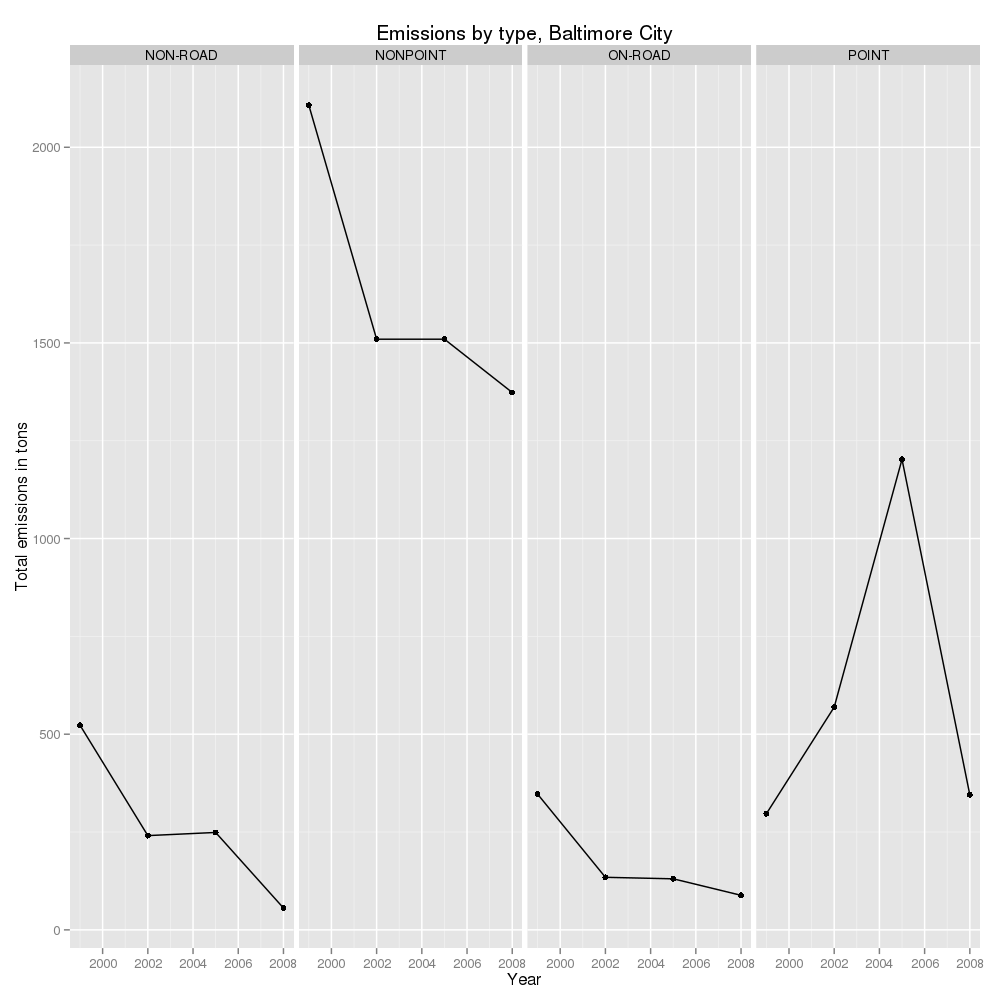 Emissions by type, Baltimore City
NON-ROAD NONPOINT ON-ROAD POINT
2000
1500
1000
500
0
Total emissions in tons
2000 2002 2004 2006 2008 2000 2002 2004 2006 2008 2000 2002 2004 2006 2008 2000 2002 2004 2006 2008
Year